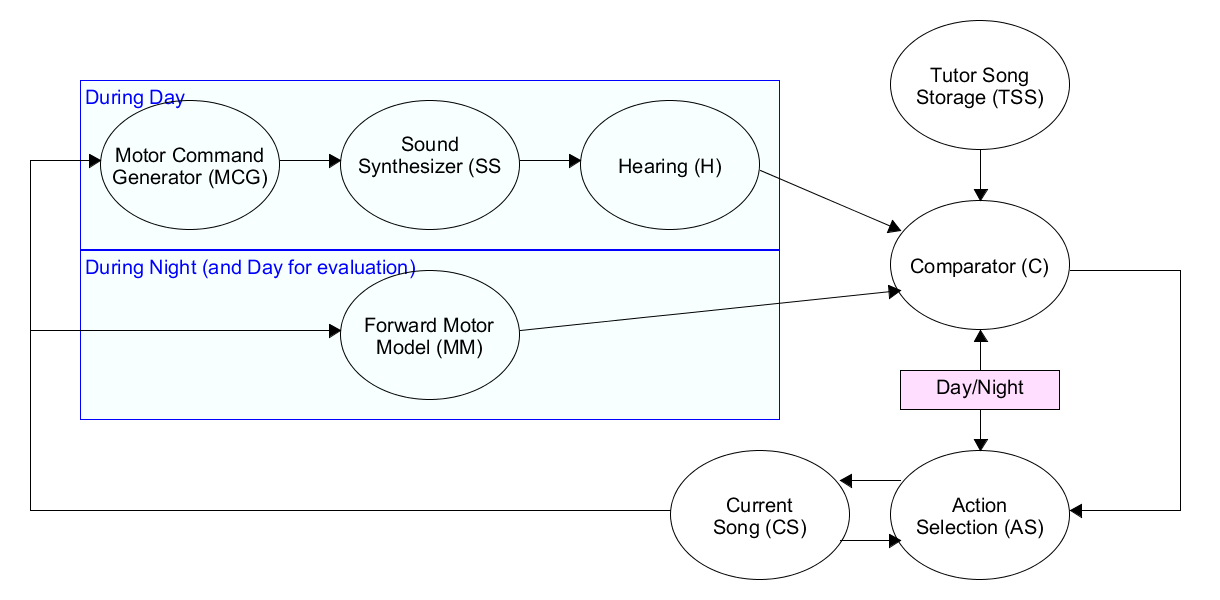 Tutor Song
Storage (TSS)
During Day
Motor Command
Generator (MCG)
Sound
Synthesizer (SS
Hearing (H)
During Night (and Day for evaluation)
Forward Motor
Model (MM)
Comparator (C)
Day/Night
Current
Song (CS)
Action
Selection (AS)